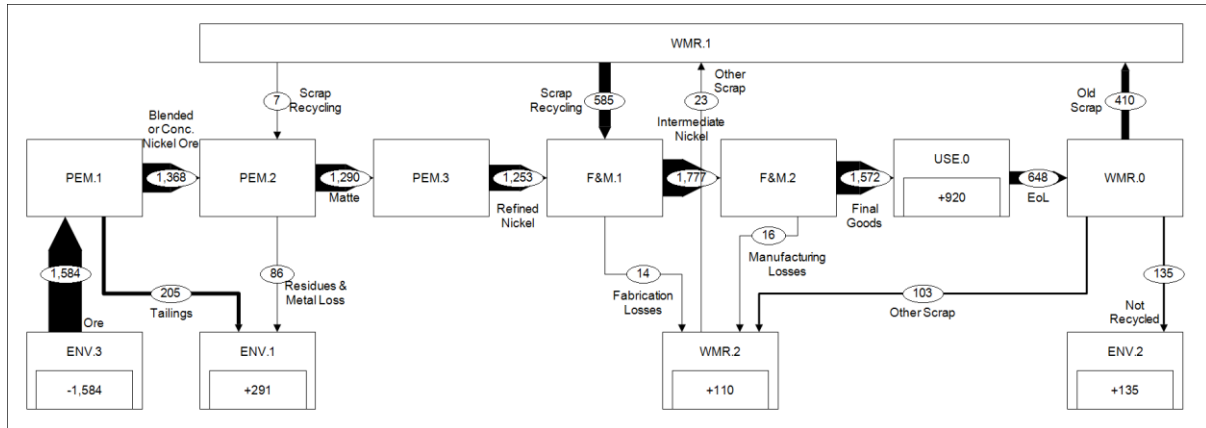 WMR.1
7
Scrap
Recycling
Scrap
Recycling
585
Other
Scrap
23
Old
Scrap
410
Blended
or Conc.
Nickel Ore
Intermediate
Nickel
PEM.1
1,368
PEM.2
1,290
Matte
PEM.3
1,253
Refined
Nickel
F&M.1
1,777
F&M.2
1,572
Final
Goods
USE.0
+920
648
EoL
WMR.0
1,584
Ore
205
Tailings
86
Residues &
Metal Loss
14
Fabrication
Losses
16
Manufacturing
Losses
103
Other Scrap
135
Not
Recycled
ENV.3
-1,584
ENV.1
+291
WMR.2
+110
ENV.2
+135